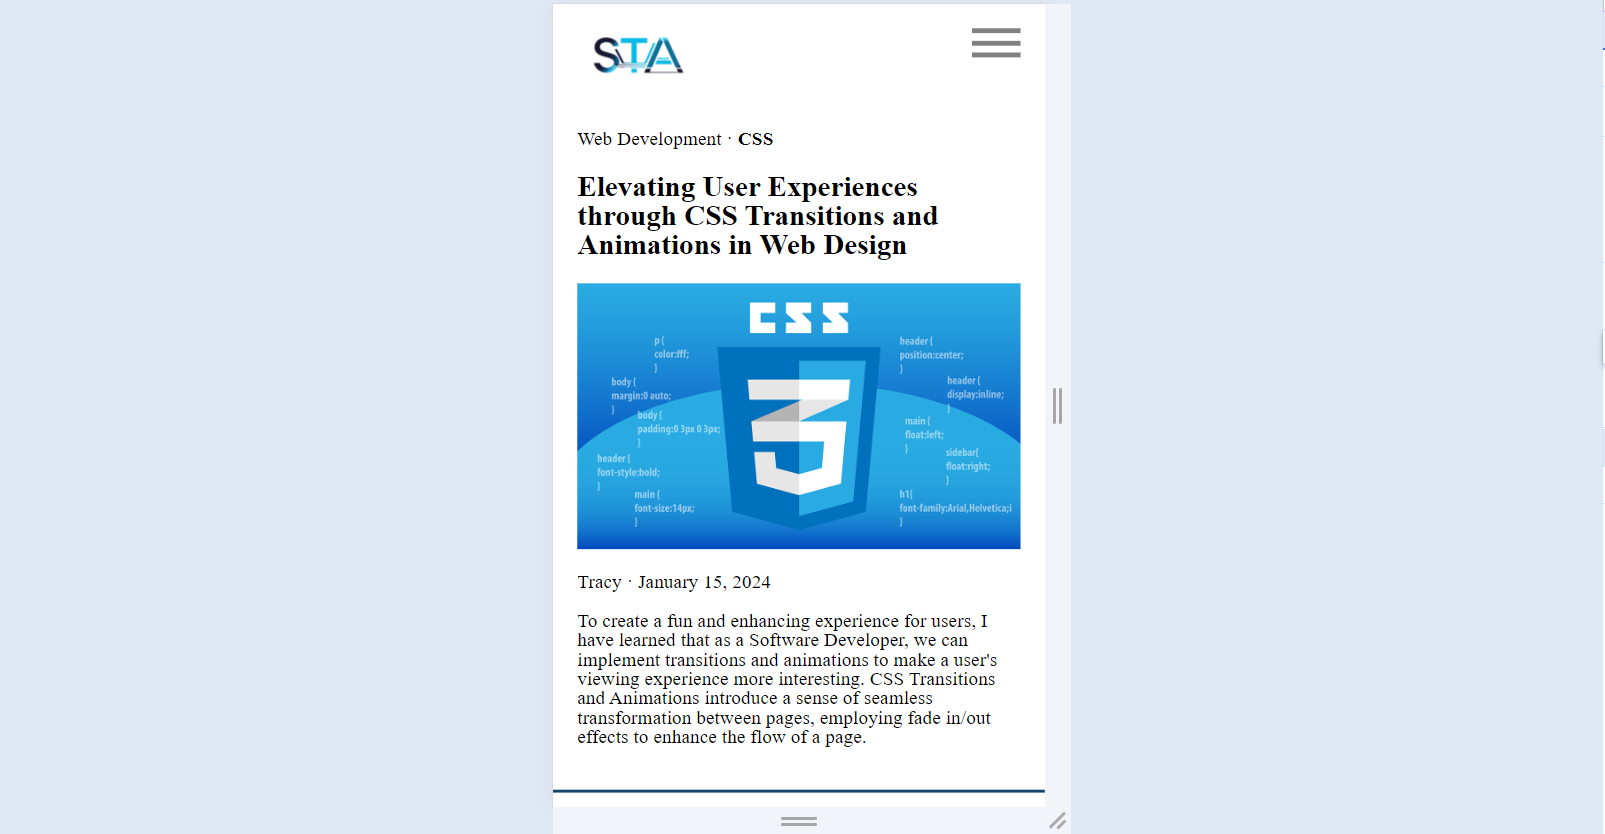 STA
Web Development · CSS
Elevating User Experiences
through CSS Transitions and
Animations in Web Design
CSS
p {
color:fff;
}
body {
margin:0 auto;
}
body {
padding:0 3px 0 3px;
}
header {
font-style:bold;
}
main {
font-size:14px;
}
3
header {
position:center;
}
header {
display:inline;
}
main {
float:left;
}
sidebar{
float:right;
}
h1{
font-family:Arial,Helvetica;i
}
Tracy · January 15, 2024
To create a fun and enhancing experience for users, I
have learned that as a Software Developer, we can
implement transitions and animations to make a user's
viewing experience more interesting. CSS Transitions
and Animations introduce a sense of seamless
transformation between pages, employing fade in/out
effects to enhance the flow of a page.